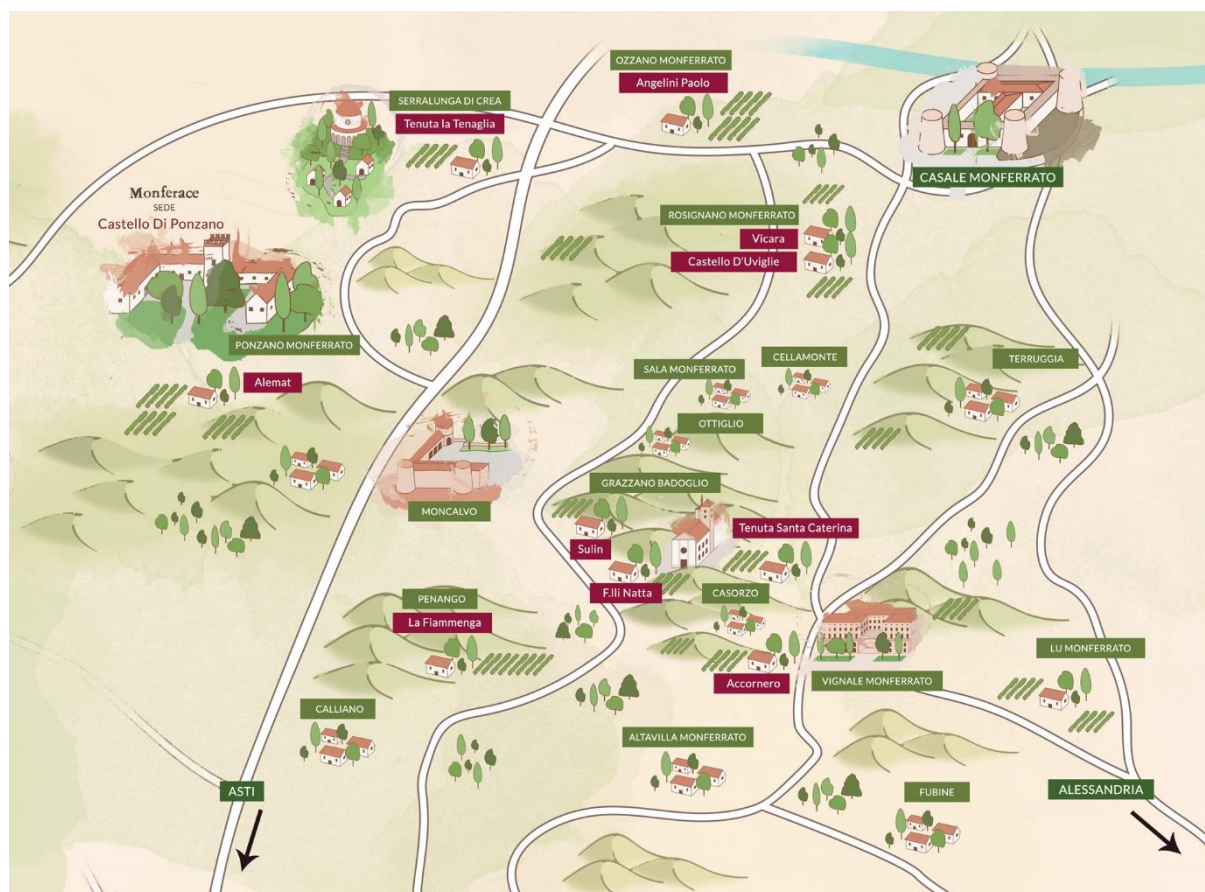 OZZANO MONFERRATO
Angelini Paolo
SERRALUNGA DI CREA
Tenuta la Tenaglia
CASALE MONFERRATO
Monferace
SEDE
Castello Di Ponzano
ROSIGNANO MONFERRATO
Vicara
Castello D'Uviglie
PONZANO MONFERRATO
Alemat
CELLAMONTE
SALA MONFERRATO
TERRUGGIA
OTTIGLIO
GRAZZANO BADOGLIO
MONCALVO
Tenuta Santa Caterina
Sulin
F.lli Natta
CASORZO
PENANGO
La Fiammenga
LU MONFERRATO
Accornero
VIGNALE MONFERRATO
CALLIANO
ALTAVILLA MONFERRATO
ASTI
FUBINE
ALESSANDRIA